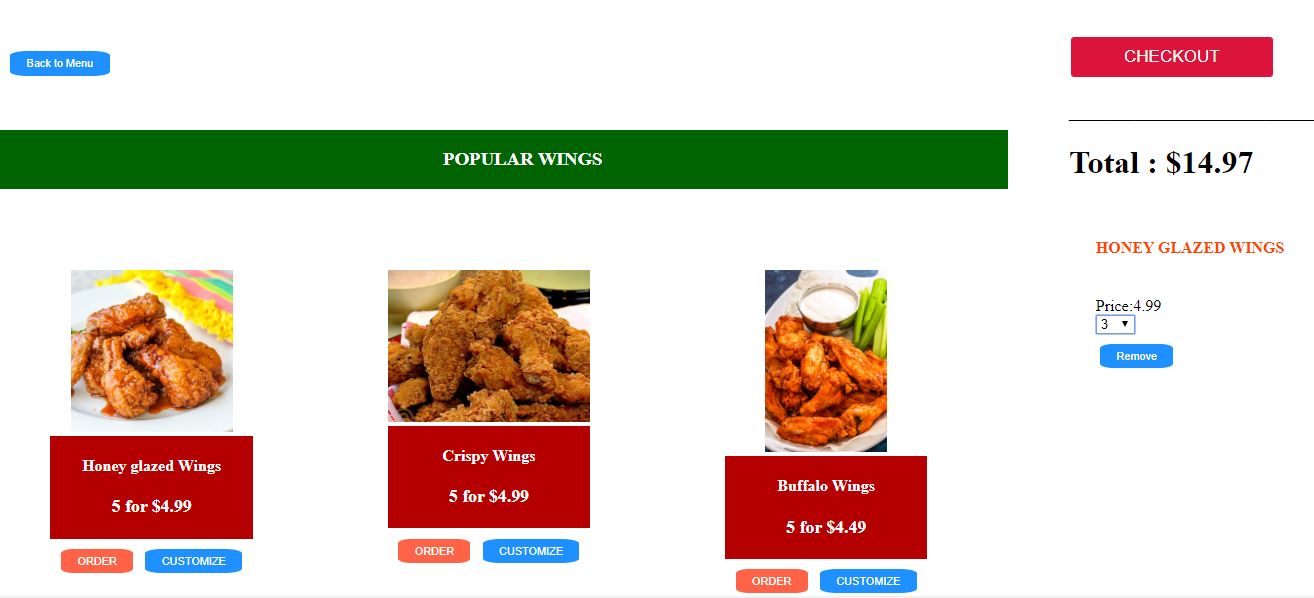 Back to Menu
CHECKOUT
POPULAR WINGS
Total : $14.97
HONEY GLAZED WINGS
Price:4.99
3
Remove
Honey glazed Wings
5 for $4.99
ORDER CUSTOMIZE
Crispy Wings
5 for $4.99
ORDER CUSTOMIZE
Buffalo Wings
5 for $4.49
ORDER CUSTOMIZE